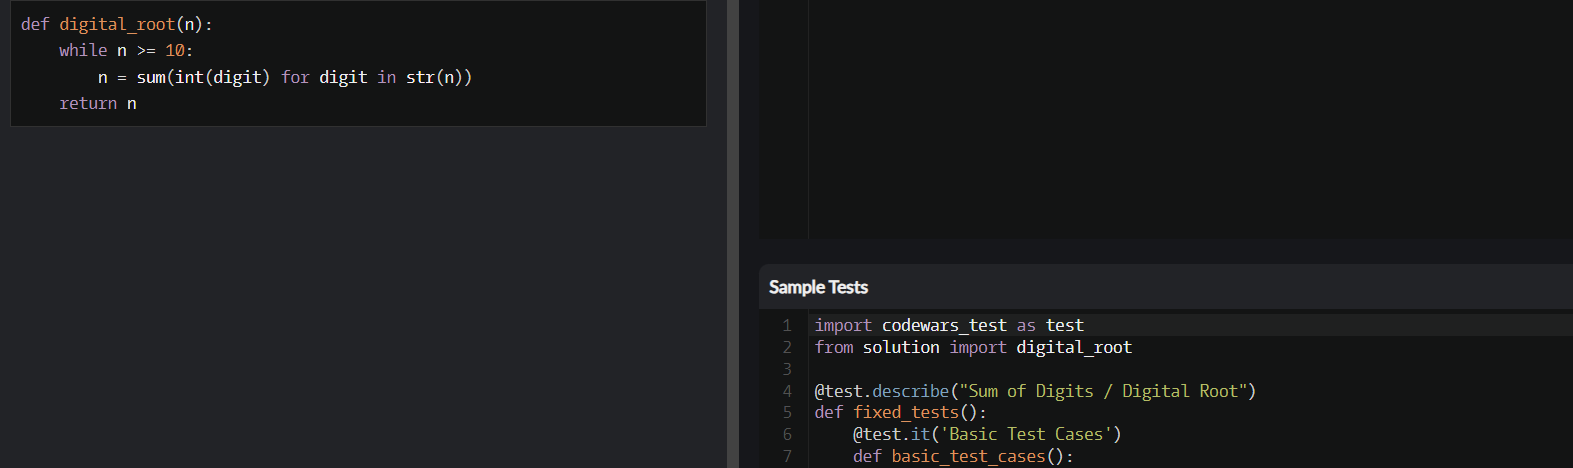 def digital_root(n):
    while n >= 10:
        n = sum(int(digit) for digit in str(n))
    return n
Sample Tests
1 import codewars_test as test
2 from solution import digital_root
3
4 @test.describe("Sum of Digits / Digital Root")
5 def fixed_tests():
6     @test.it('Basic Test Cases')
7     def basic_test_cases():